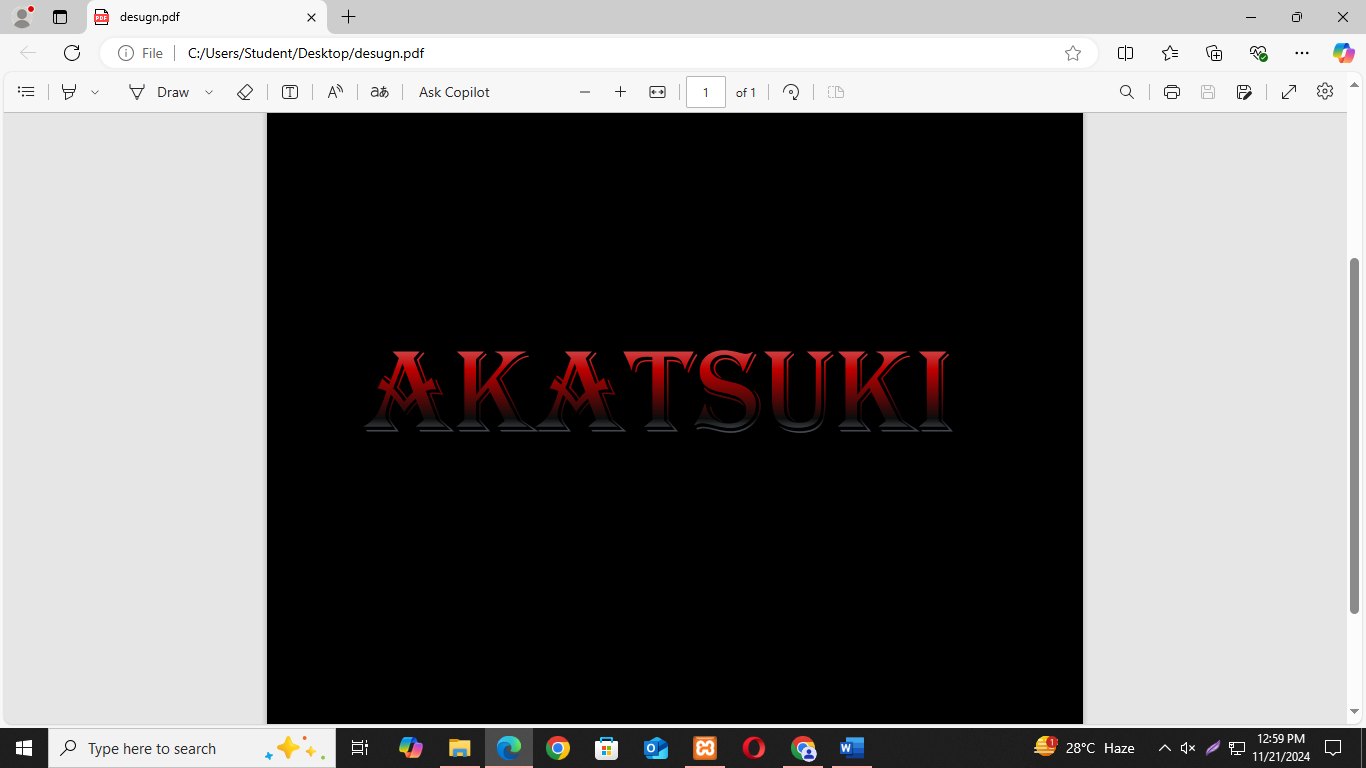 desugn.pdf
File
C:/Users/Student/Desktop/desugn.pdf
Draw
Ask Copilot
1
of 1
AKATSUKI
Type here to search
1
28°C Haze
12:59 PM
11/21/2024